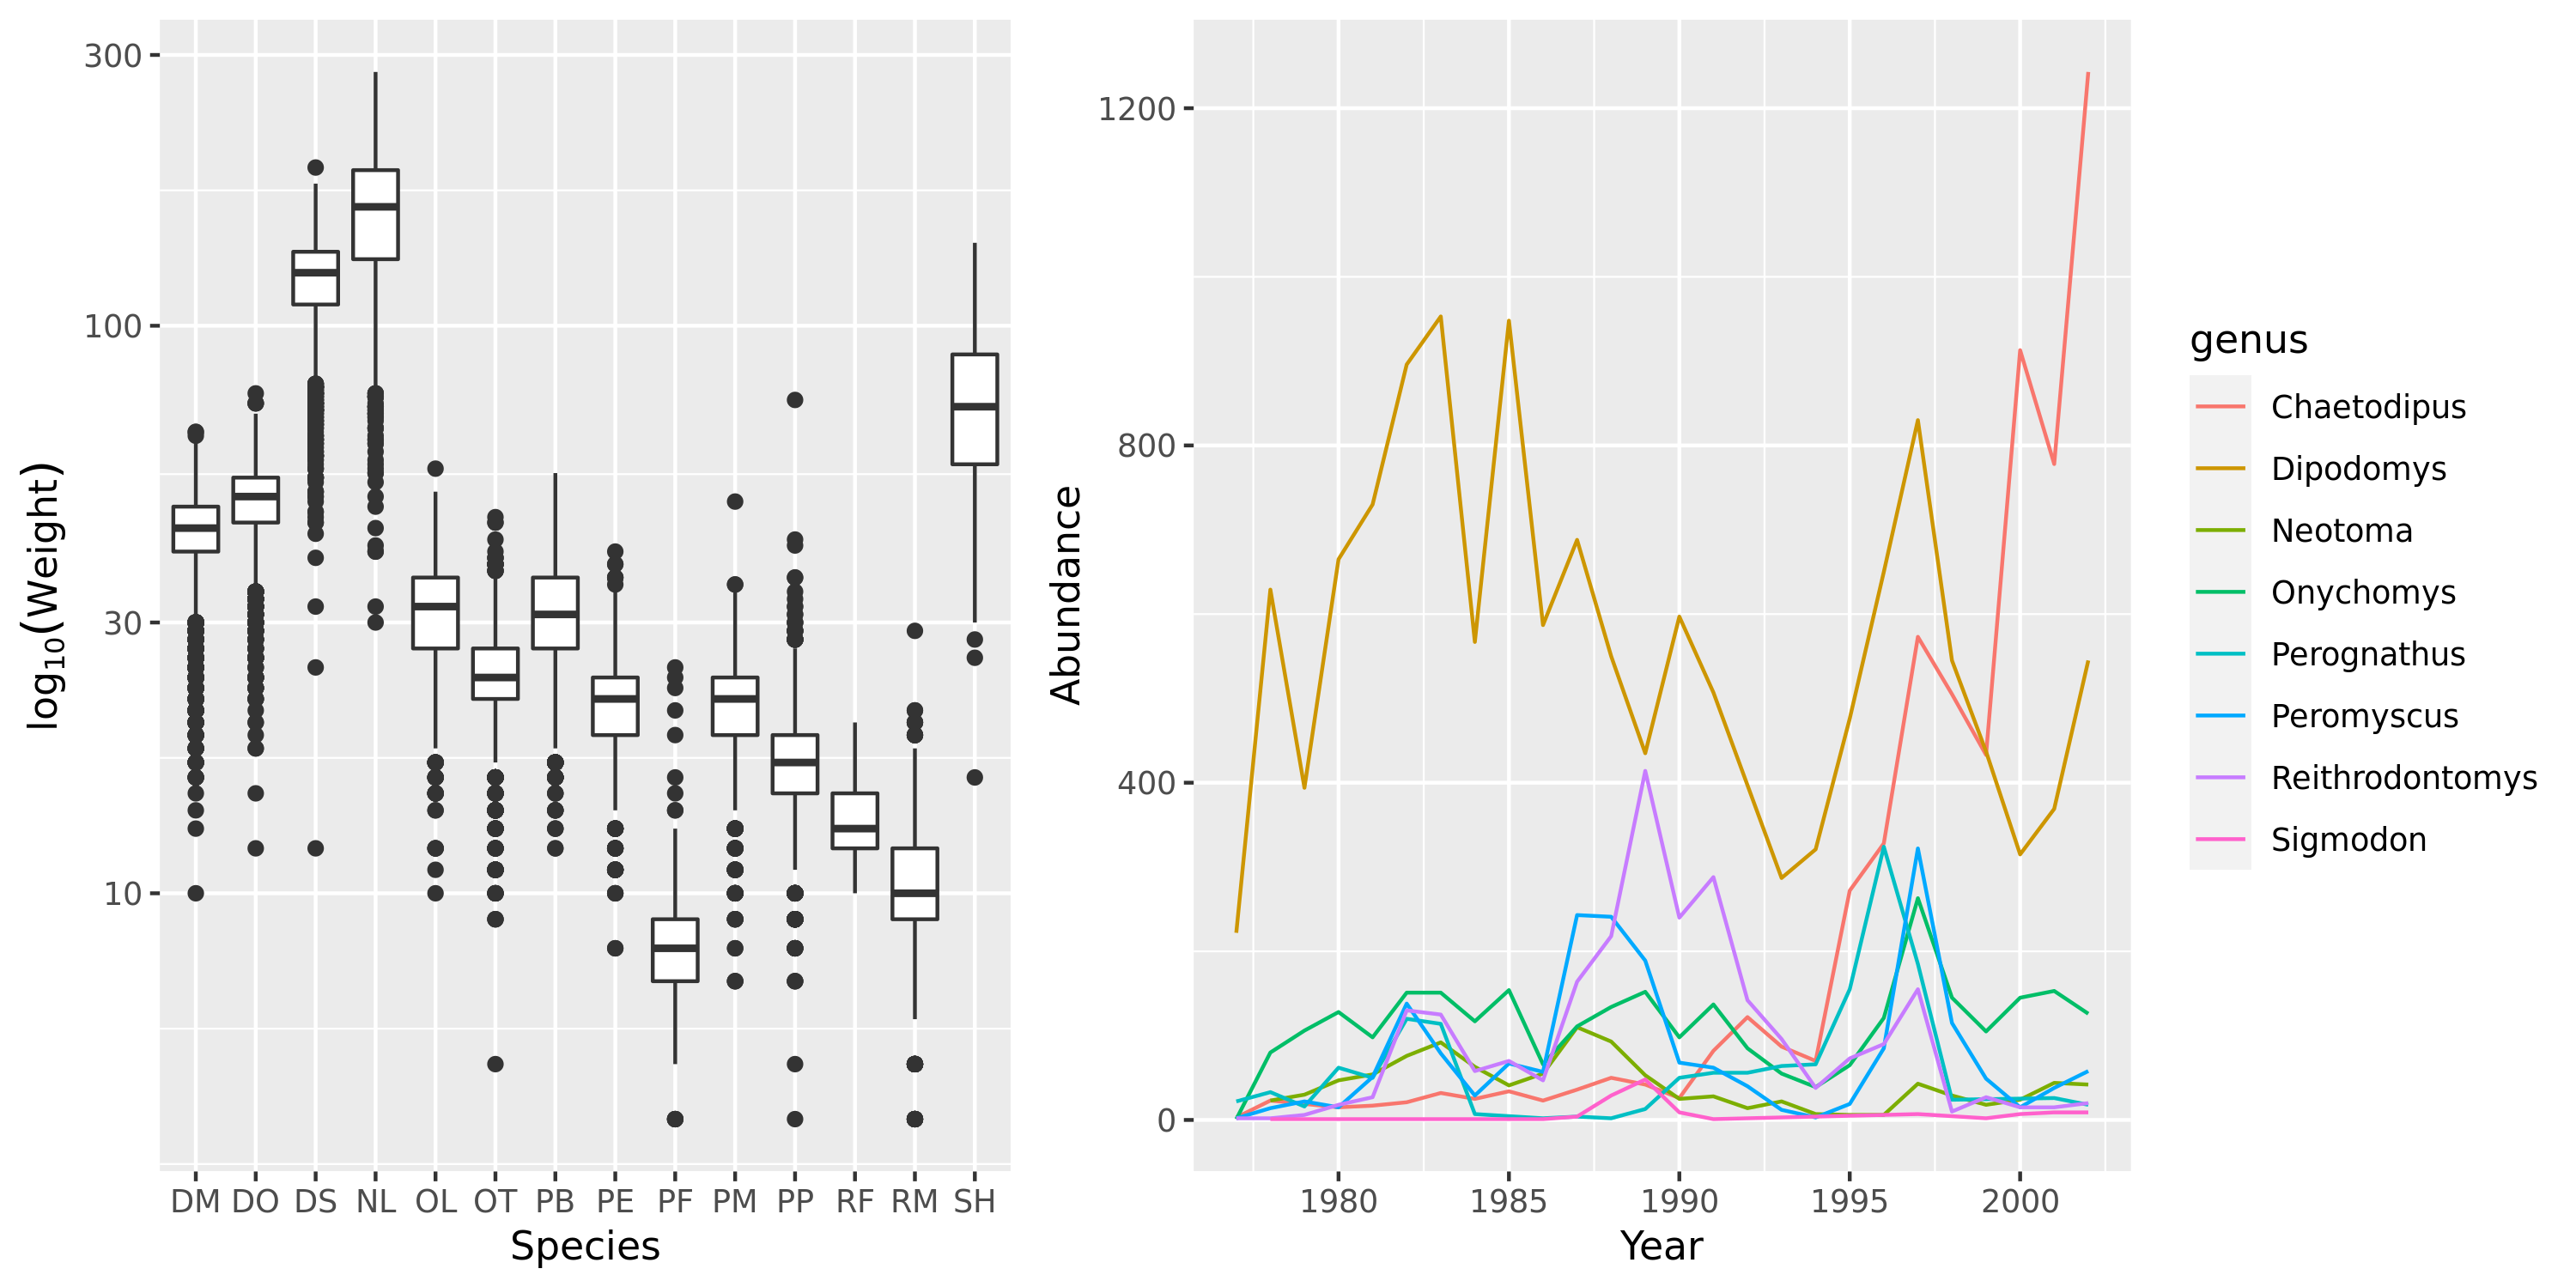 300
100
30
10
log10(Weight)
DM DO DS NL OL OT PB PE PF PM PP RF RM SH
Species
1200
800
400
0
Abundance
1980 1985 1990 1995 2000
Year
genus
Chaetodipus
Dipodomys
Neotoma
Onychomys
Perognathus
Peromyscus
Reithrodontomys
Sigmodon